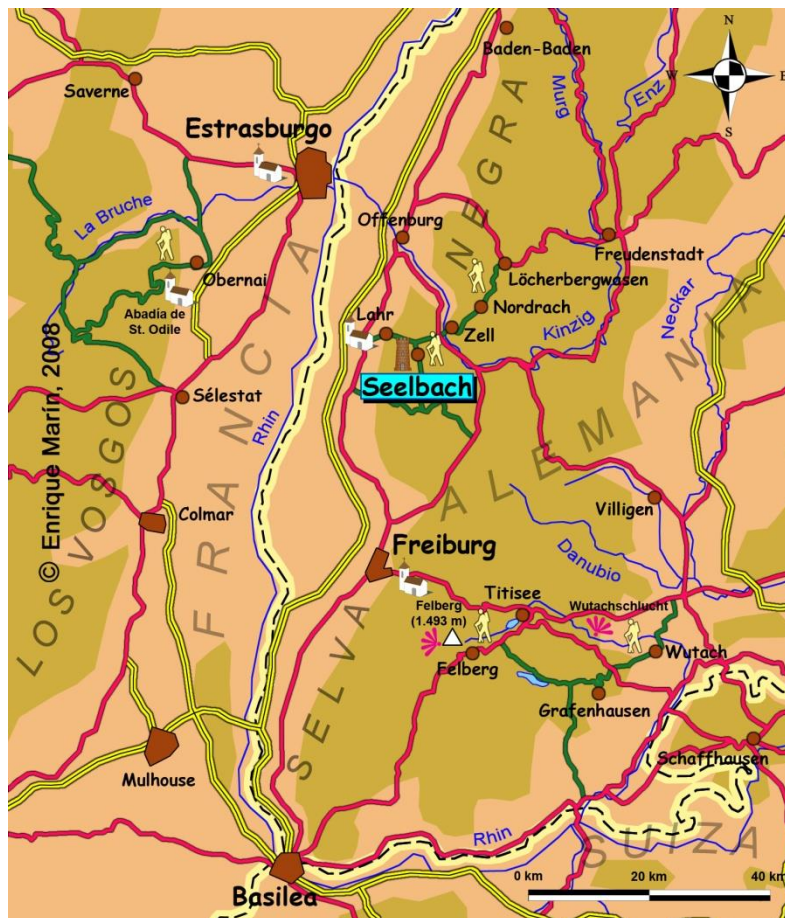 N
W
E
S
Baden-Baden
Saverne
Murg
Enz
Estrasburgo
La Bruche
Offenburg
Freudenstadt
Obernai
Löcherbergwasen
Abadía de
St. Odile
Nordrach
Lahr
Zell
Kinzig
Neckar
Seelbach
Sélestat
Rhin
FRANCIA
SELVA NEGRA
ALEMANIA
LOS VOSGOS
© Enrique Marín, 2008
Colmar
Villigen
Freiburg
Danubio
Felberg
(1.493 m)
Titisee
Wutachschlucht
Felberg
Wutach
Grafenhausen
Mulhouse
Schaffhausen
Rhin
SUIZA
Basilea
0 km
20 km
40 km